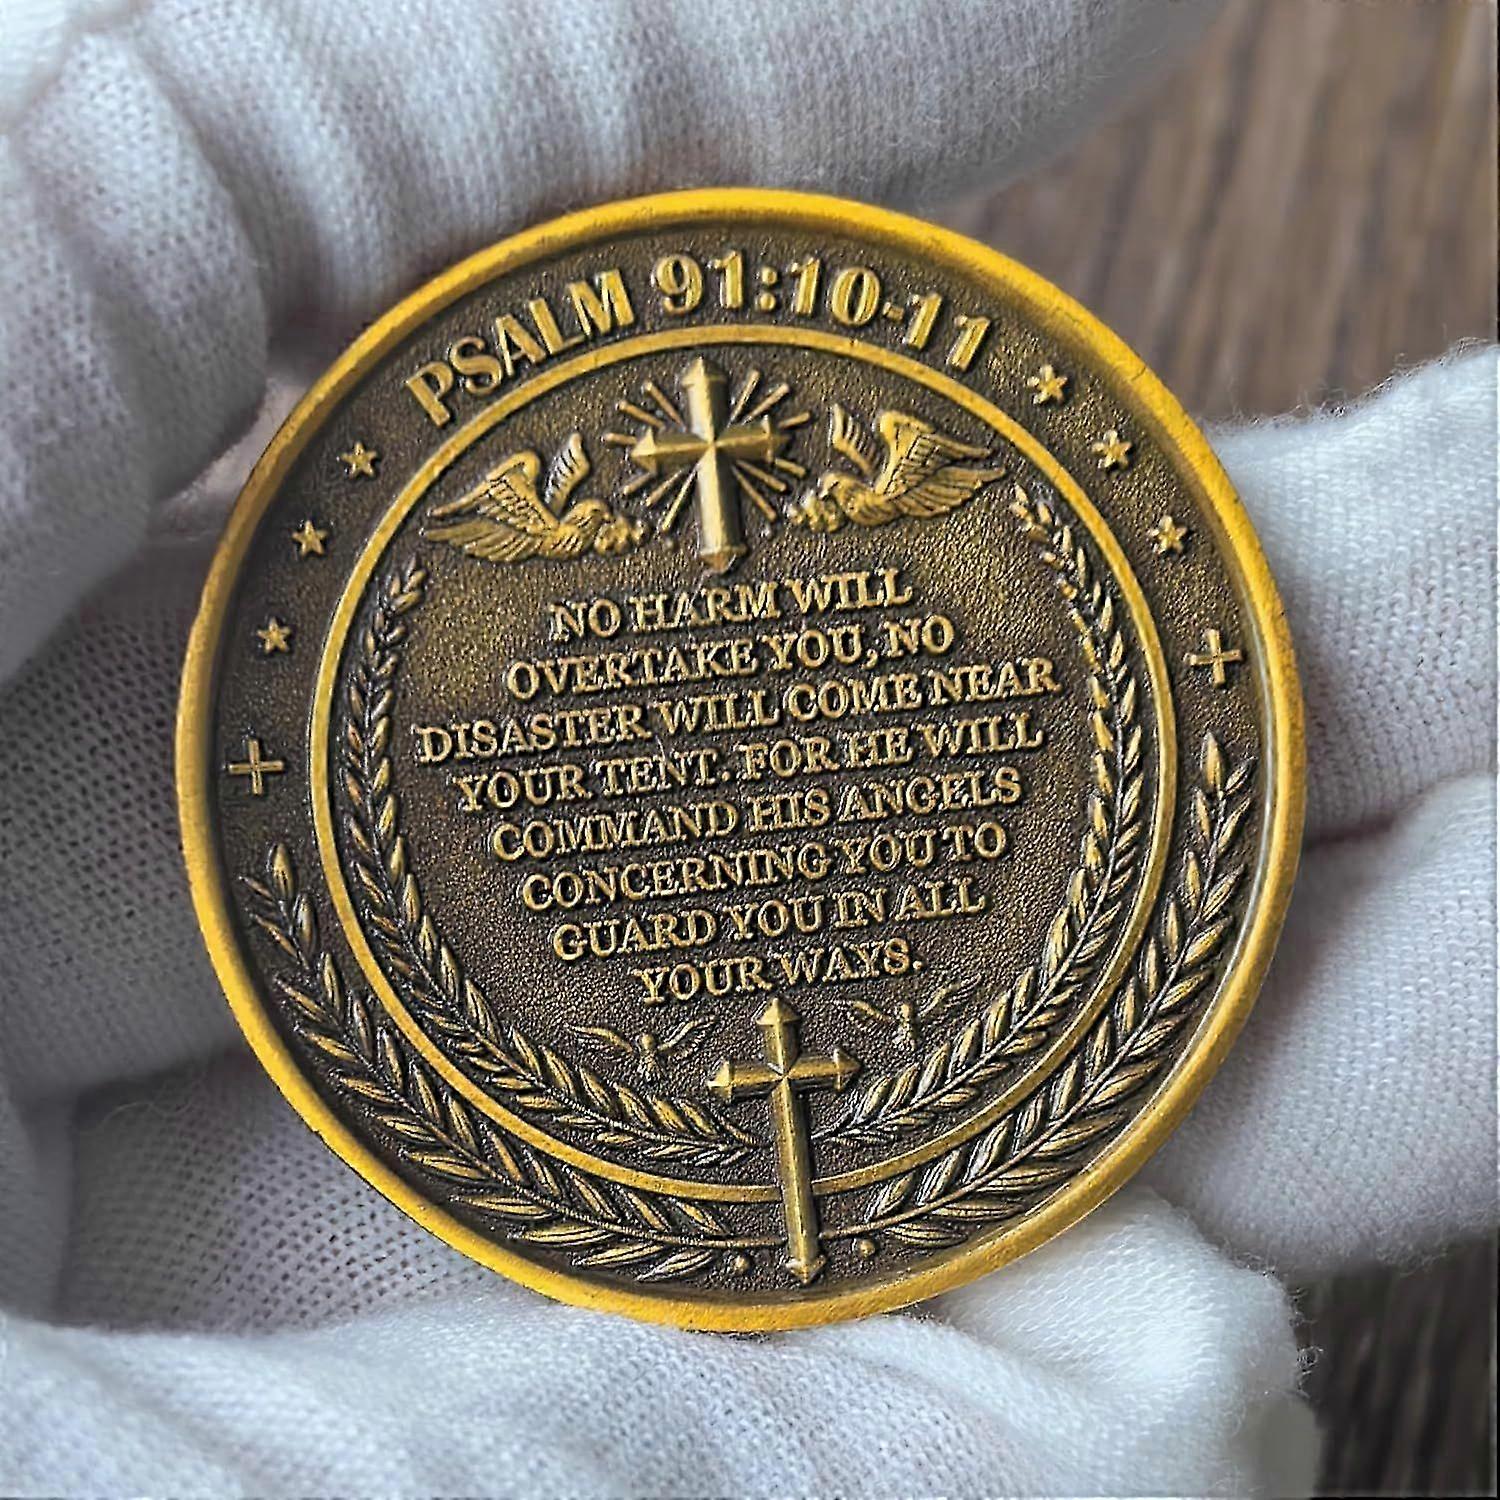 PSALM 91:10-11
NO HARM WILL
OVERTAKE YOU, NO
DISASTER WILL COME NEAR
YOUR TENT. FOR HE WILL
COMMAND HIS ANGELS
CONCERNING YOU TO
GUARD YOU IN ALL
YOUR WAYS.